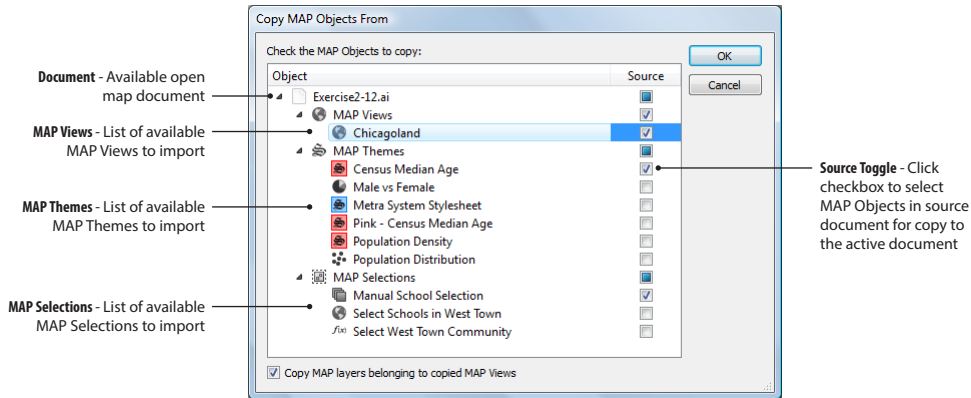 Copy MAP Objects From
Check the MAP Objects to copy:
OK
Cancel
Object Source
Exercise2-12.ai
MAP Views
Chicagoland
MAP Themes
Census Median Age
Male vs Female
Metra System Stylesheet
Pink - Census Median Age
Population Density
Population Distribution
MAP Selections
Manual School Selection
Select Schools in West Town
f(x) Select West Town Community
Copy MAP layers belonging to copied MAP Views
Document - Available open
map document
MAP Views - List of available
MAP Views to import
MAP Themes - List of available
MAP Themes to import
MAP Selections - List of available
MAP Selections to import
Source Toggle - Click
checkbox to select
MAP Objects in source
document for copy to
the active document